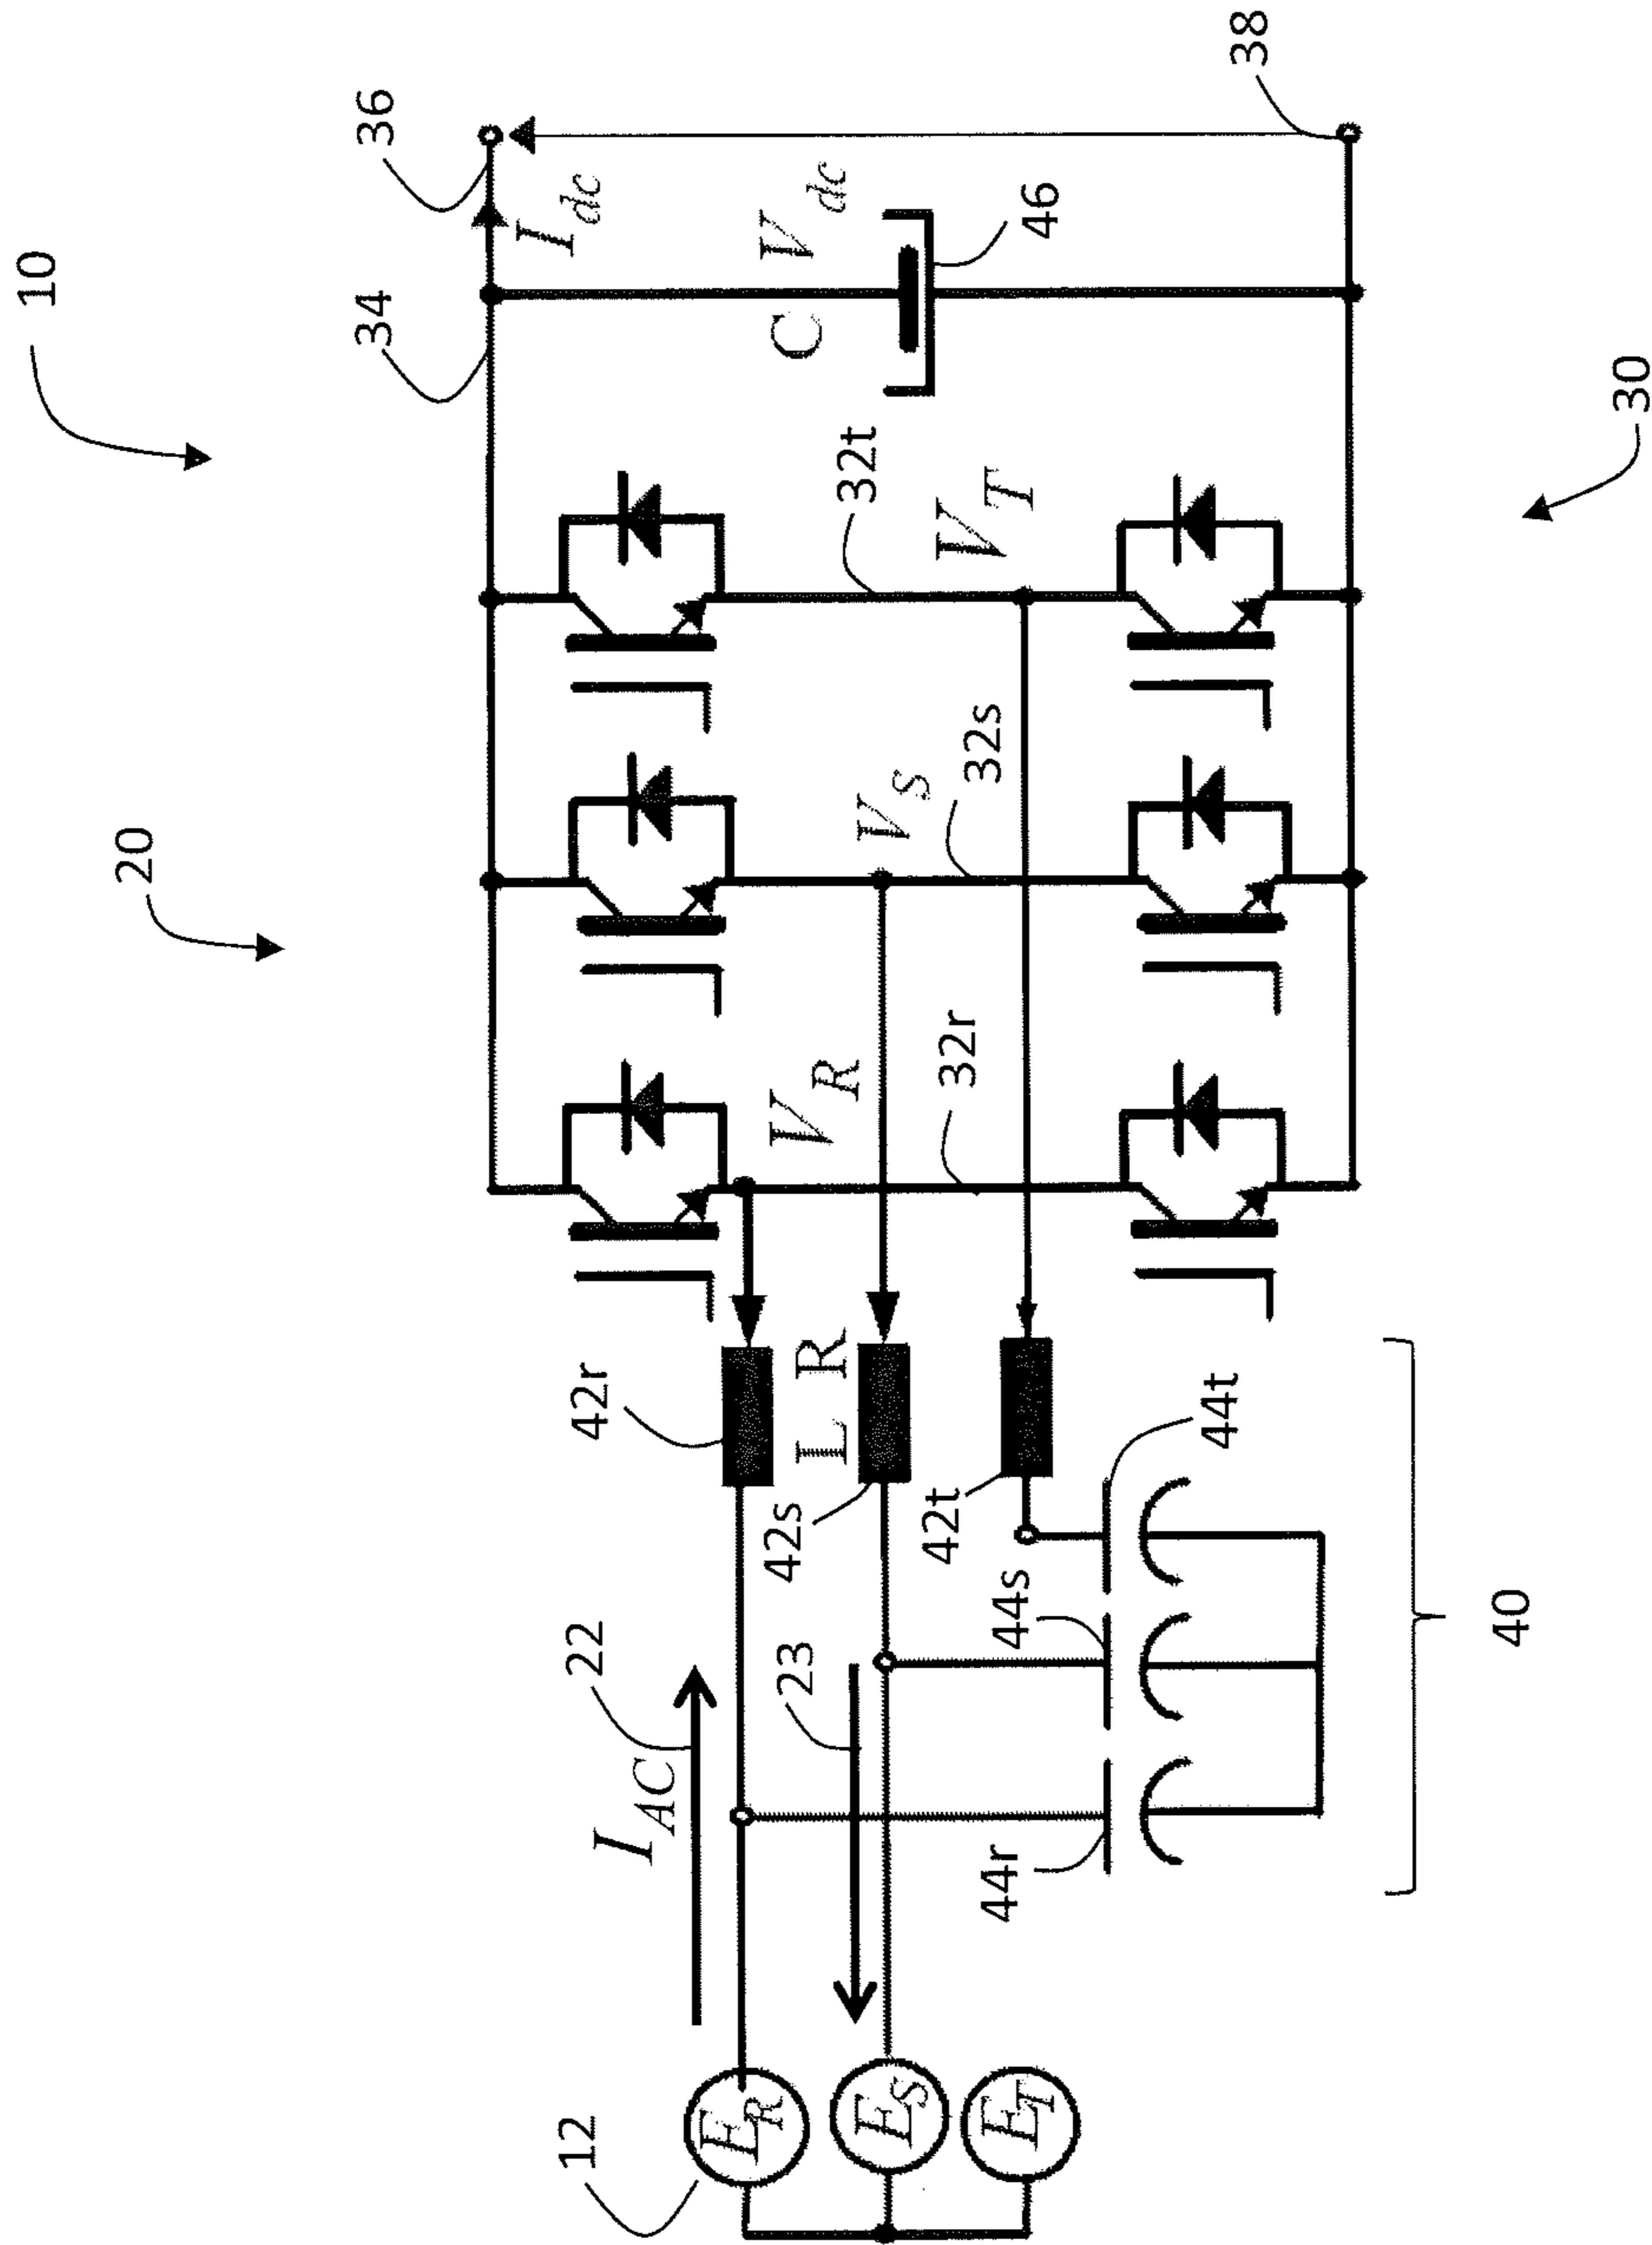 10
20
34
36
I_dc
38
V_dc
C
46
32t
V_T
V_S
32s
V_R
32r
30
42r
L R
42s
42t
44t
44s
44r
40
I_AC
22
23
12
E_R
E_S
E_T